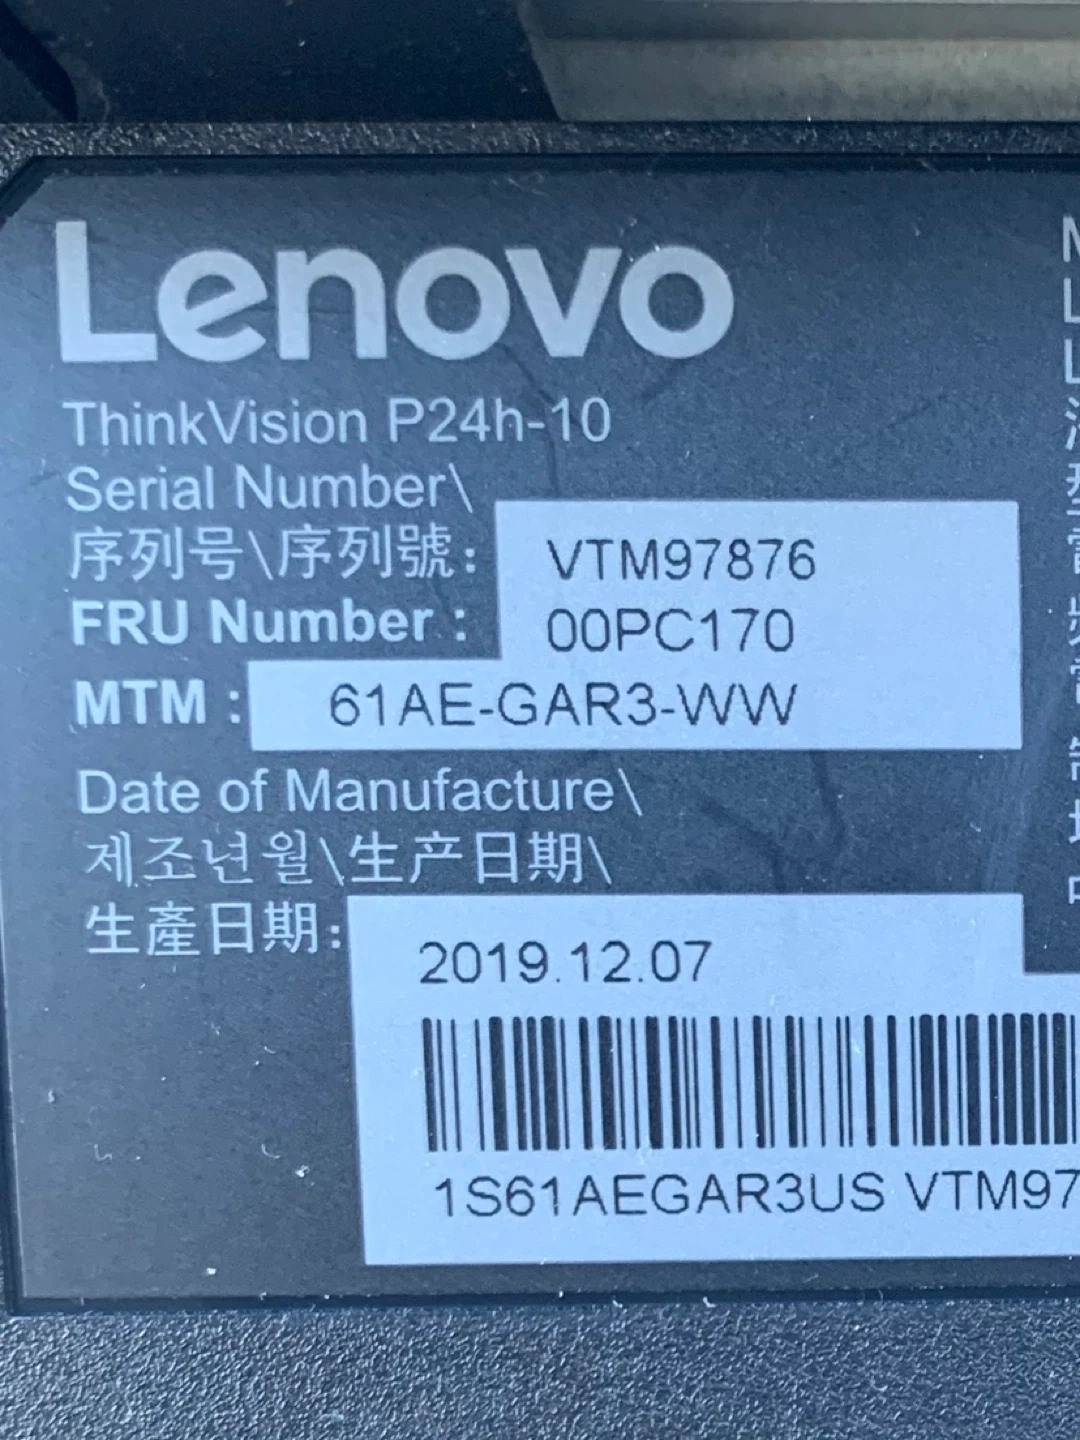 Lenovo
ThinkVision P24h-10
Serial Number\
序列号\序列號: VTM97876
FRU Number : 00PC170
MTM : 61AE-GAR3-WW
Date of Manufacture\
제조년월\生产日期\
生產日期:
2019.12.07
1S61AEGAR3US VTM97